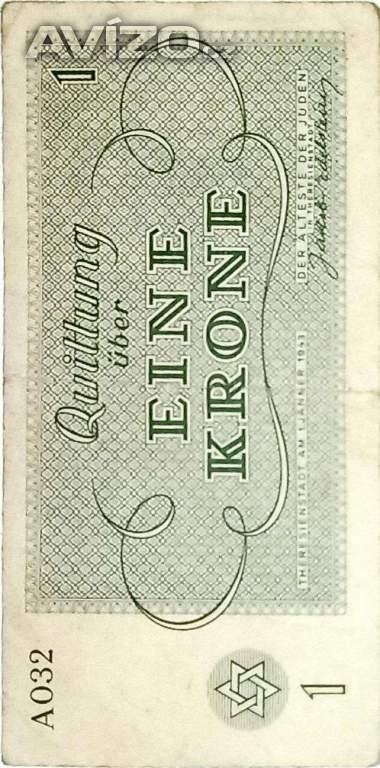 AVÍZO
A032
1
Quittung
über
EINE
KRONE
THERESIENSTADT AM 1. JÄNNER 1943
DER ÄLTESTE DER JUDEN
IN THERESIENSTADT
1